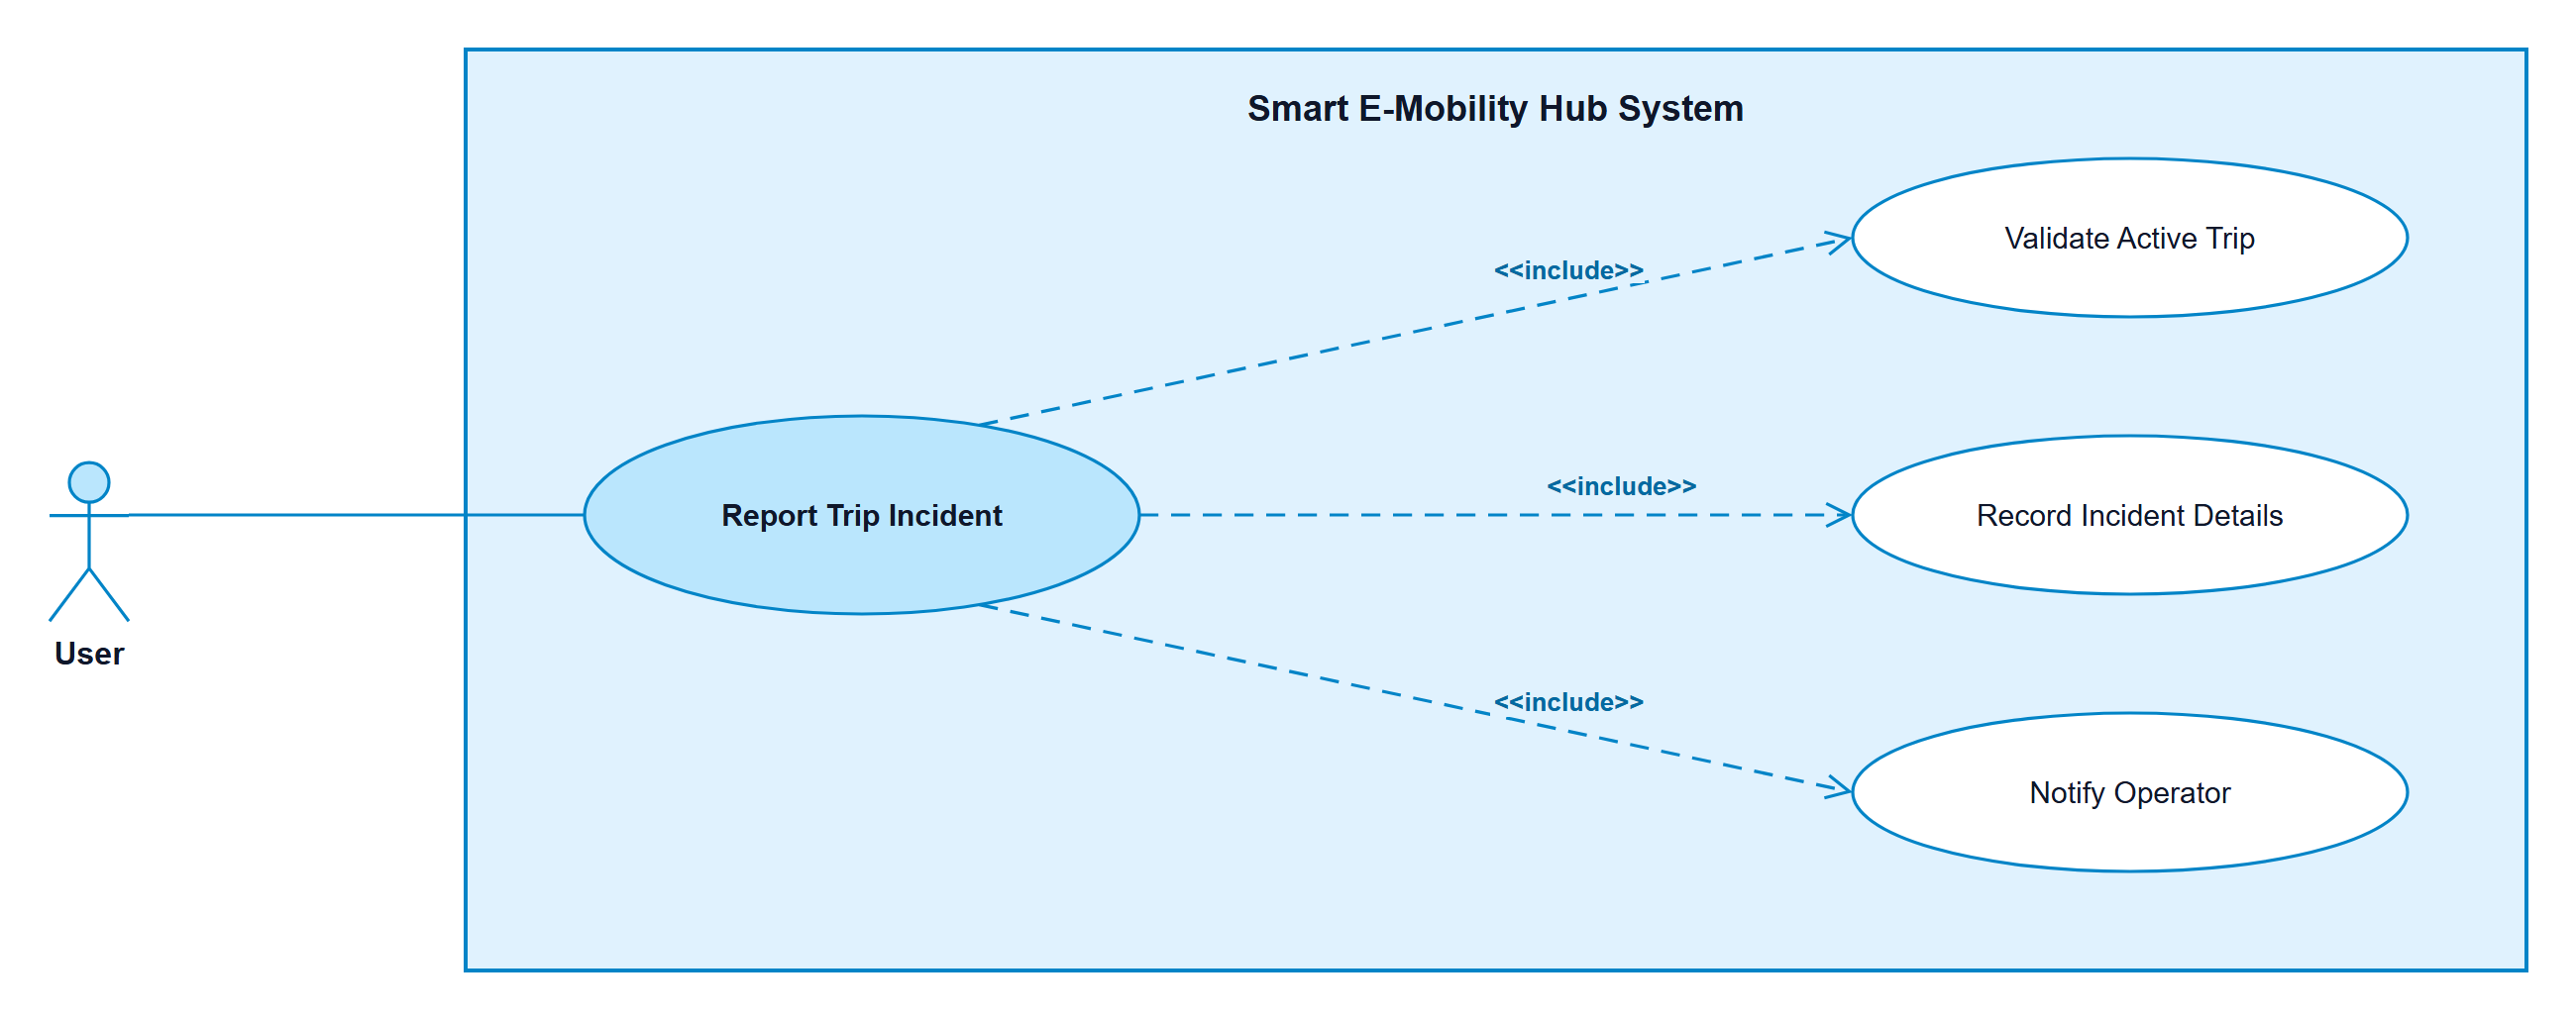 Smart E-Mobility Hub System
Validate Active Trip
<<include>>
<<include>>
Report Trip Incident
Record Incident Details
User
<<include>>
Notify Operator